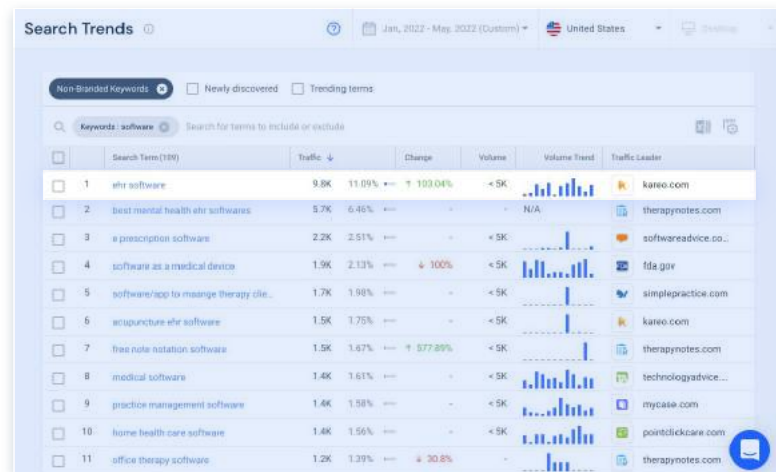 Search Trends
Jan, 2022 - May, 2022 (Custom)
United States
Desktop
Non-Branded Keywords
Newly discovered
Trending terms
Keywords : software
Search for terms to include or exclude
Search Term (109) Traffic ↓ Change Volume Volume Trend Traffic Leader
1 ehr software 9.8K 11.09% ↑ 103.04% < 5K kareo.com
2 best mental health ehr softwares 5.7K 6.46% - - N/A therapynotes.com
3 e prescription software 2.2K 2.51% - < 5K softwareadvice.co...
4 software as a medical device 1.9K 2.13% ↓ 100% < 5K fda.gov
5 software/app to maange therapy clie... 1.7K 1.98% - < 5K simplepractice.com
6 acupuncture ehr software 1.5K 1.75% - < 5K kareo.com
7 free note notation software 1.5K 1.67% ↑ 577.89% < 5K therapynotes.com
8 medical software 1.4K 1.61% - < 5K technologyadvice...
9 practice management software 1.4K 1.58% - < 5K mycase.com
10 home health care software 1.4K 1.56% - < 5K pointclickcare.com
11 office therapy software 1.2K 1.39% ↓ 30.8% - therapynotes.com